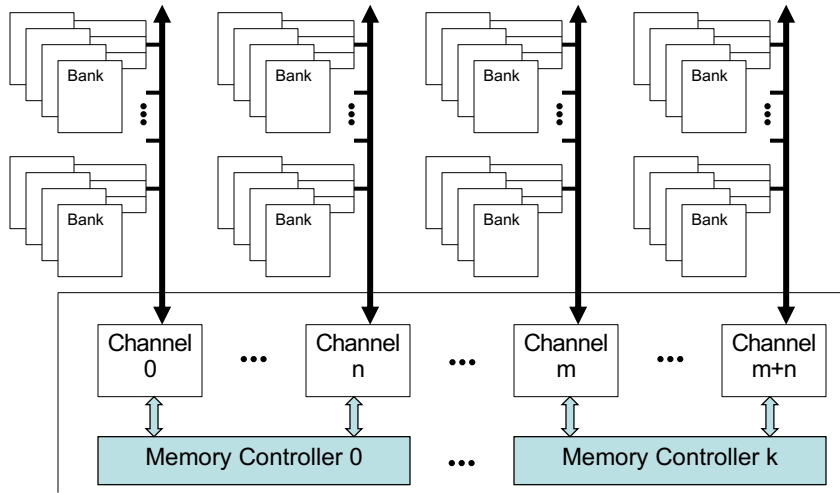 Bank
Bank
Bank
Bank
Bank
Bank
Bank
Bank
Channel
0
Channel
n
Channel
m
Channel
m+n
Memory Controller 0
Memory Controller k